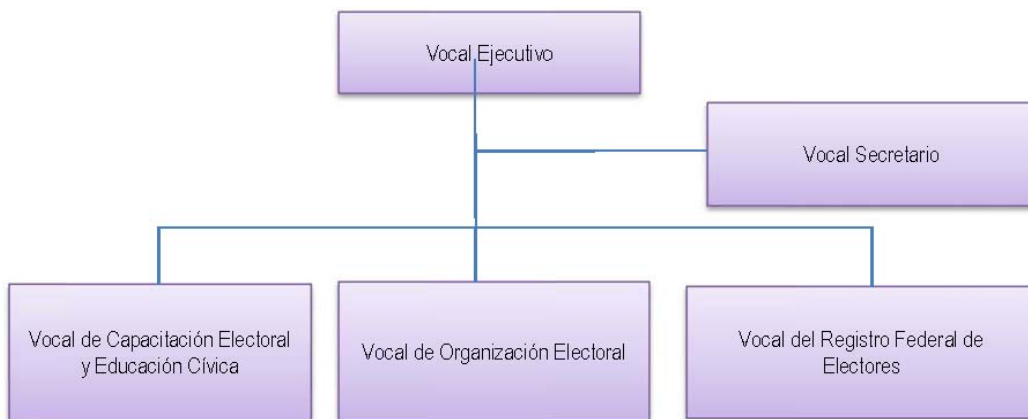 Vocal Ejecutivo
Vocal Secretario
Vocal de Capacitación Electoral
y Educación Cívica
Vocal de Organización Electoral
Vocal del Registro Federal de
Electores